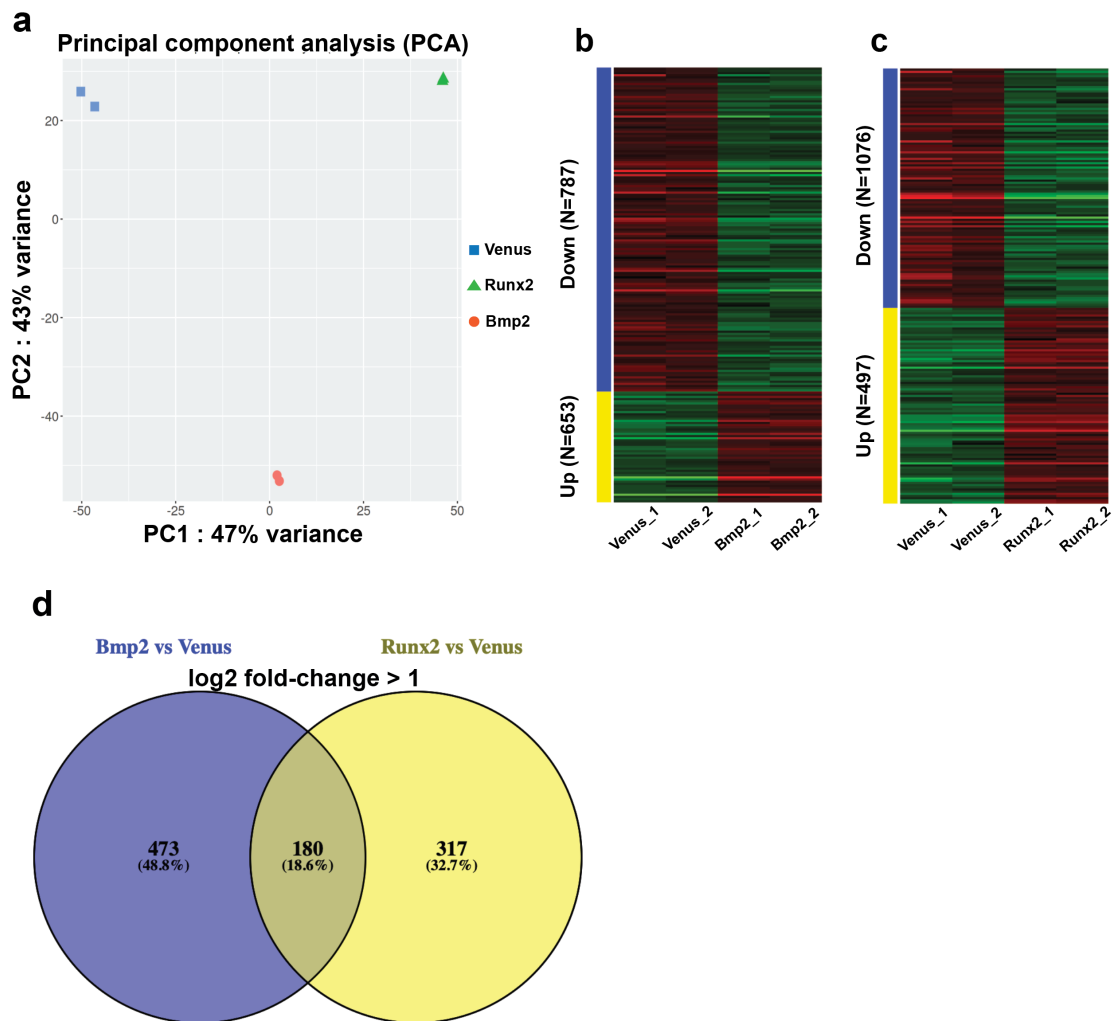 a
Principal component analysis (PCA)
20
0
-20
-40
-50
-25
0
25
50
PC2 : 43% variance
PC1 : 47% variance
Venus
Runx2
Bmp2
b
Down (N=787)
Up (N=653)
Venus_1
Venus_2
Bmp2_1
Bmp2_2
c
Down (N=1076)
Up (N=497)
Venus_1
Venus_2
Runx2_1
Runx2_2
d
Bmp2 vs Venus
Runx2 vs Venus
log2 fold-change > 1
473
(48.8%)
180
(18.6%)
317
(32.7%)